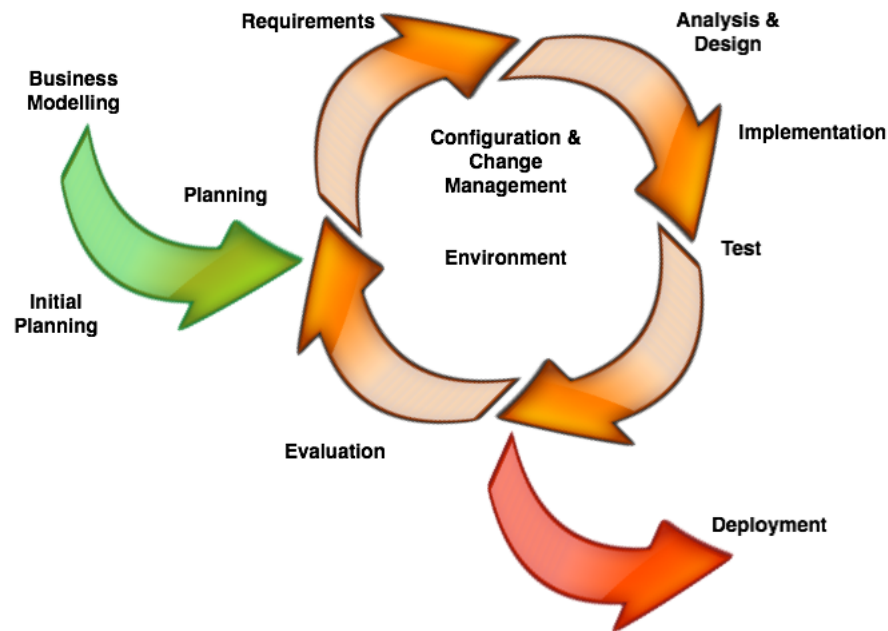 Requirements
Analysis &
Design
Business
Modelling
Implementation
Configuration &
Change
Management
Planning
Test
Environment
Initial
Planning
Evaluation
Deployment